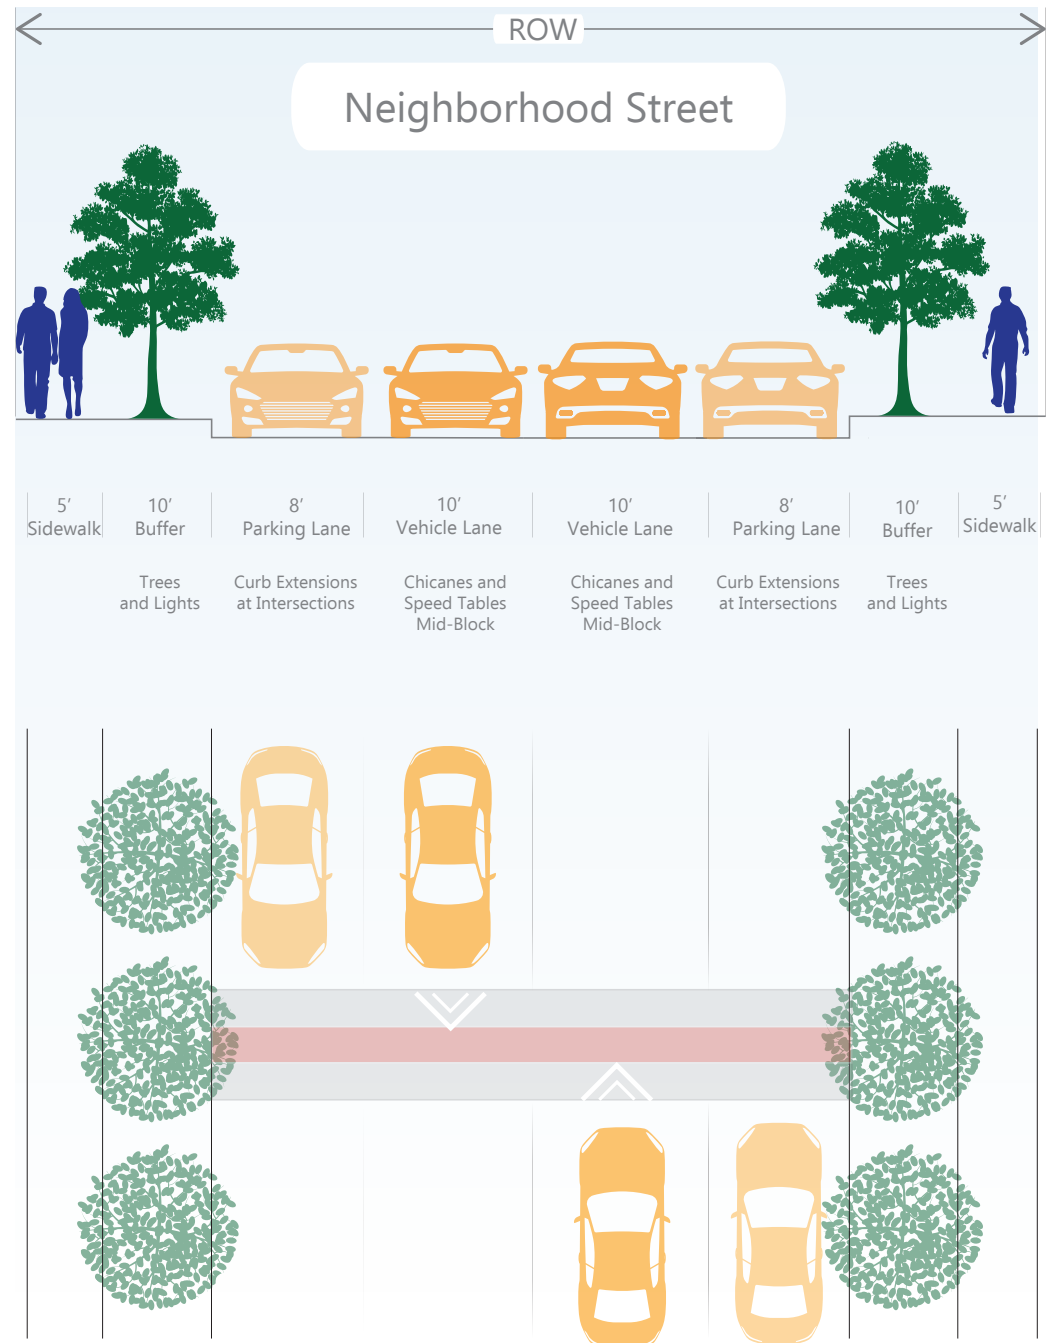 ROW
Neighborhood Street
5′
Sidewalk
10′
Buffer
8′
Parking Lane
10′
Vehicle Lane
10′
Vehicle Lane
8′
Parking Lane
10′
Buffer
5′
Sidewalk
Trees
and Lights
Curb Extensions
at Intersections
Chicanes and
Speed Tables
Mid-Block
Chicanes and
Speed Tables
Mid-Block
Curb Extensions
at Intersections
Trees
and Lights